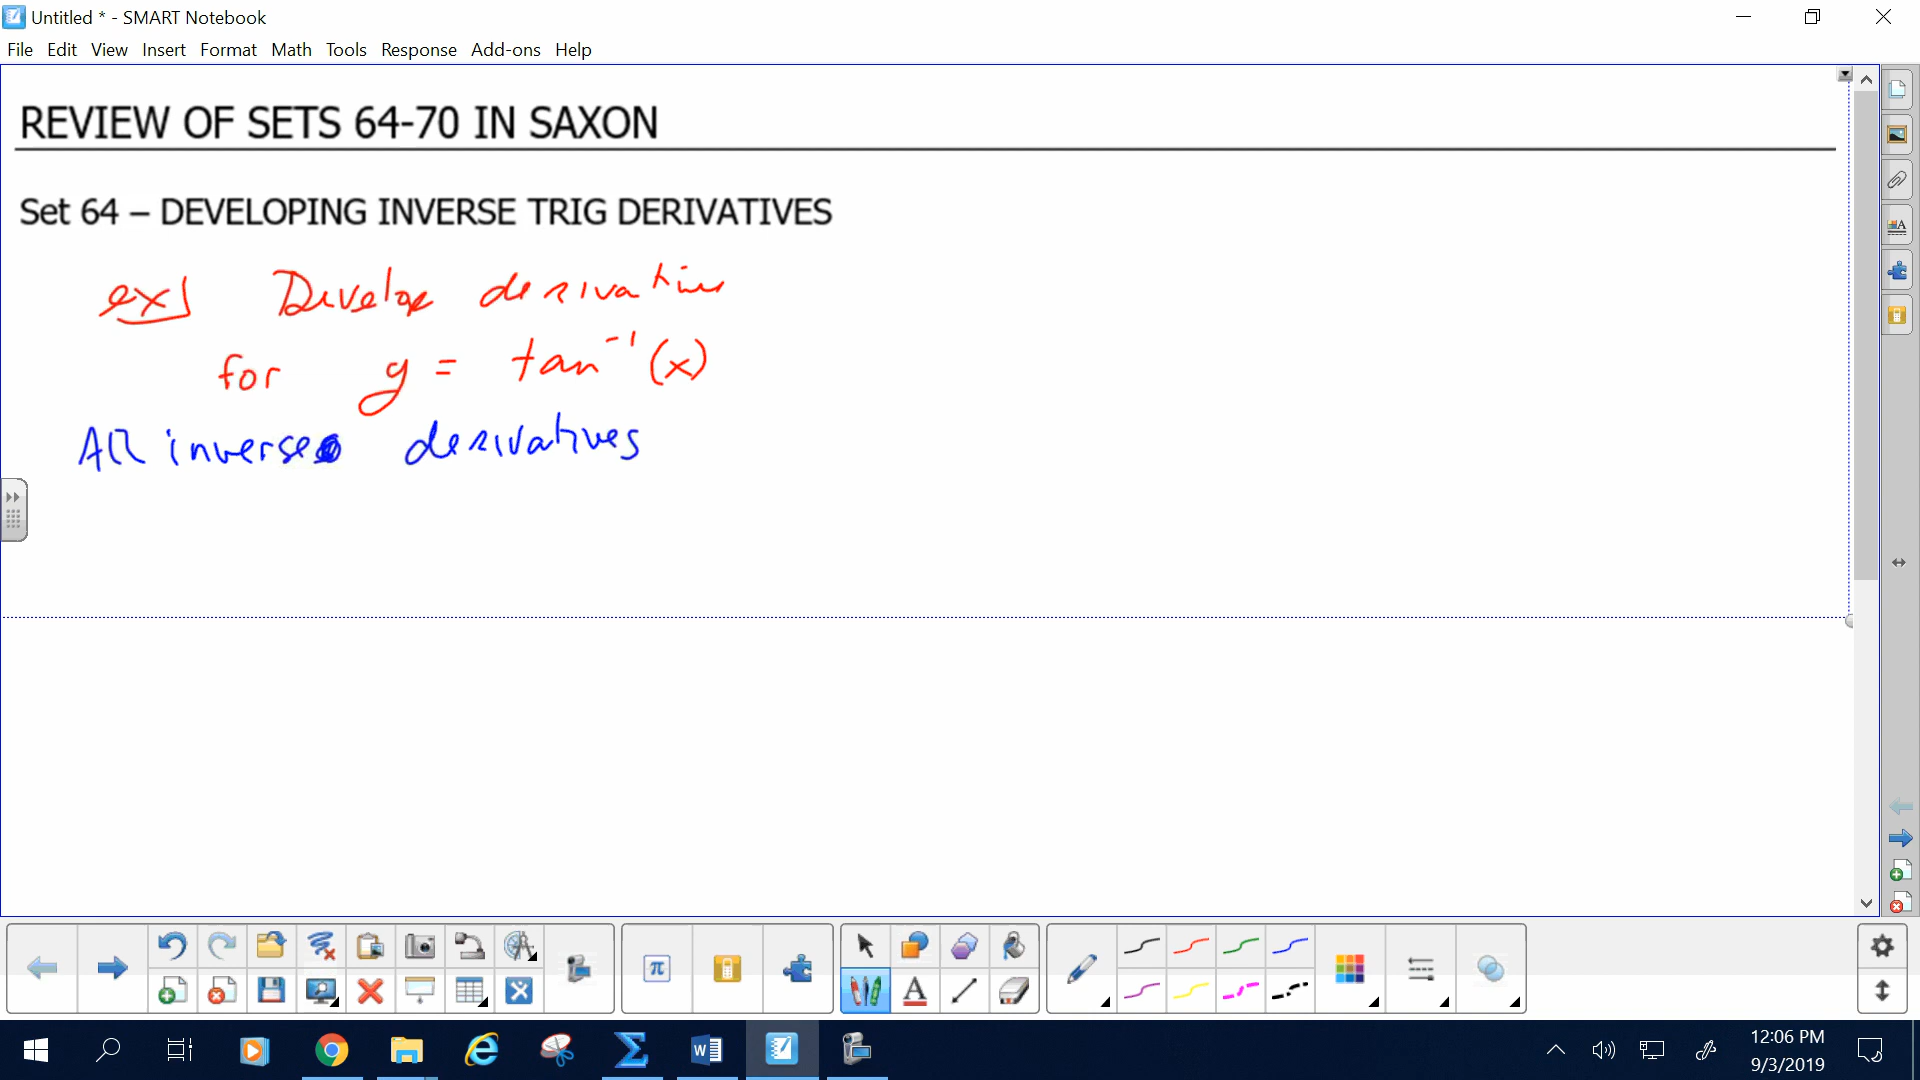 Untitled * - SMART Notebook
File Edit View Insert Format Math Tools Response Add-ons Help
REVIEW OF SETS 64-70 IN SAXON
Set 64 – DEVELOPING INVERSE TRIG DERIVATIVES
ex] Develop derivative
for y = tan⁻¹(x)
All inverse derivatives
12:06 PM
9/3/2019